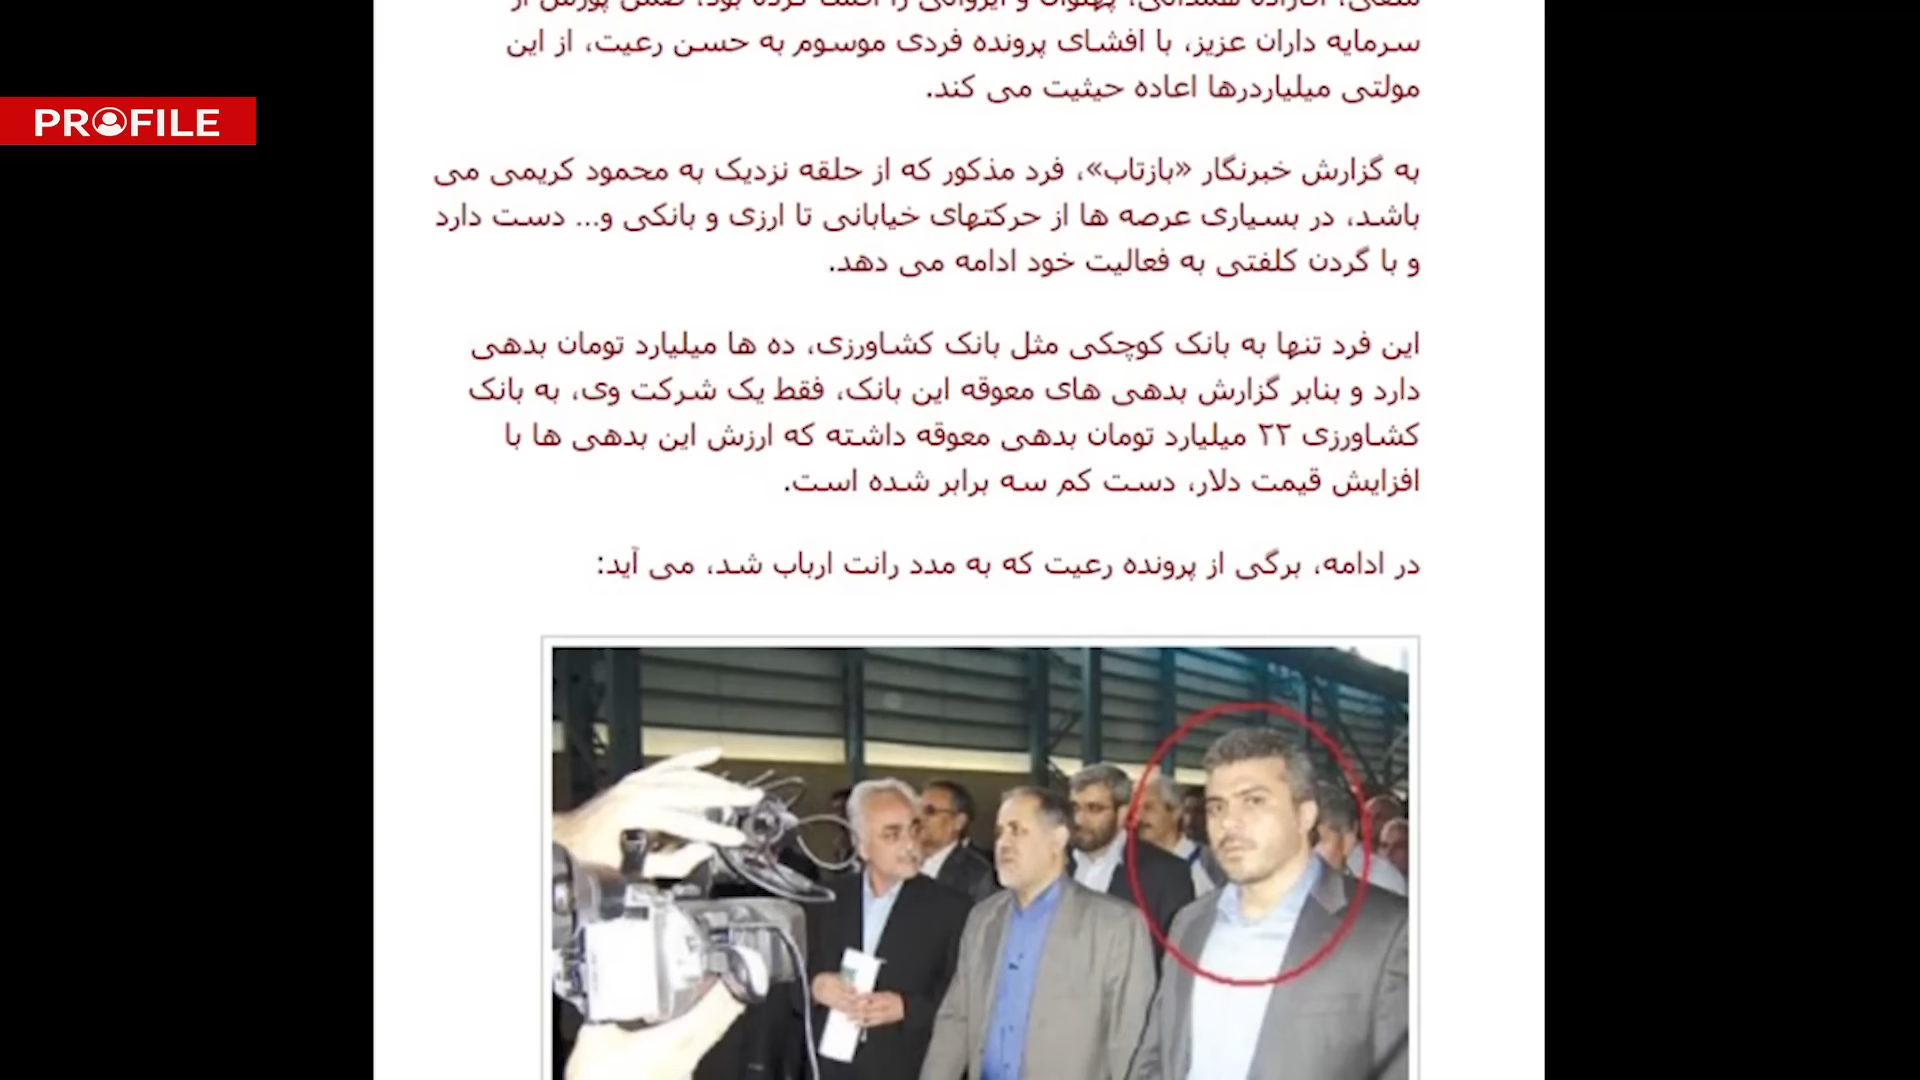 PROFILE
سرمایه داران عزیز، با افشای پرونده فردی موسوم به حسن رعیت، از این
مولتی میلیاردرها اعاده حیثیت می کند.
به گزارش خبرنگار «بازتاب»، فرد مذکور که از حلقه نزدیک به محمود کریمی می
باشد، در بسیاری عرصه ها از حرکتهای خیابانی تا ارزی و بانکی و... دست دارد
و با گردن کلفتی به فعالیت خود ادامه می دهد.
این فرد تنها به بانک کوچکی مثل بانک کشاورزی، ده ها میلیارد تومان بدهی
دارد و بنابر گزارش بدهی های معوقه این بانک، فقط یک شرکت وی، به بانک
کشاورزی ۲۲ میلیارد تومان بدهی معوقه داشته که ارزش این بدهی ها با
افزایش قیمت دلار، دست کم سه برابر شده است.
در ادامه، برگی از پرونده رعیت که به مدد رانت ارباب شد، می آید: